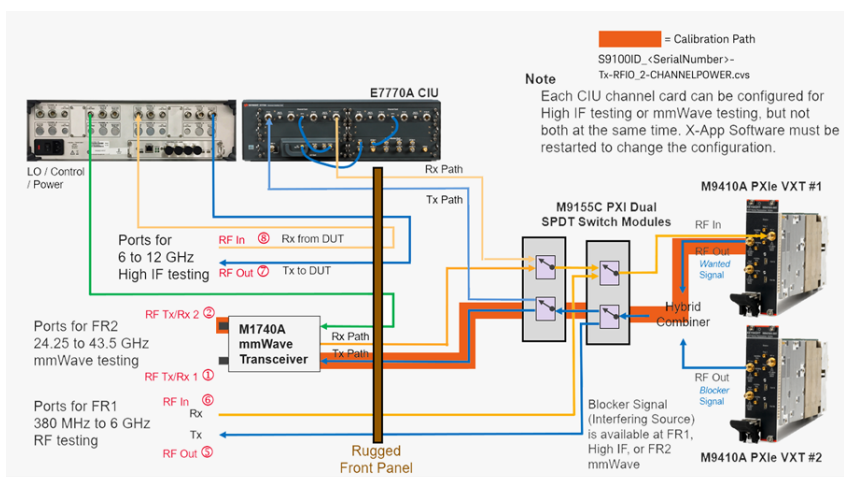 = Calibration Path
S9100ID_<SerialNumber>-
Tx-RFIO_2-CHANNELPOWER.cvs
Note
Each CIU channel card can be configured for
High IF testing or mmWave testing, but not
both at the same time. X-App Software must be
restarted to change the configuration.
E7770A CIU
LO / Control
/ Power
Rx Path
Tx Path
M9155C PXI Dual
SPDT Switch Modules
M9410A PXIe VXT #1
RF In
RF Out
Wanted
Signal
Ports for
6 to 12 GHz
High IF testing
RF In ⑧ Rx from DUT
RF Out ⑦ Tx to DUT
Hybrid
Combiner
Ports for FR2
24.25 to 43.5 GHz
mmWave testing
RF Tx/Rx 2 ②
M1740A
mmWave
Transceiver
Rx Path
Tx Path
RF Tx/Rx 1 ①
RF Out
Blocker
Signal
Ports for FR1
380 MHz to 6 GHz
RF testing
RF In ⑥
Rx
Tx
RF Out ⑤
Blocker Signal
(Interfering Source)
is available at FR1,
High IF, or FR2
mmWave
M9410A PXIe VXT #2
Rugged
Front Panel